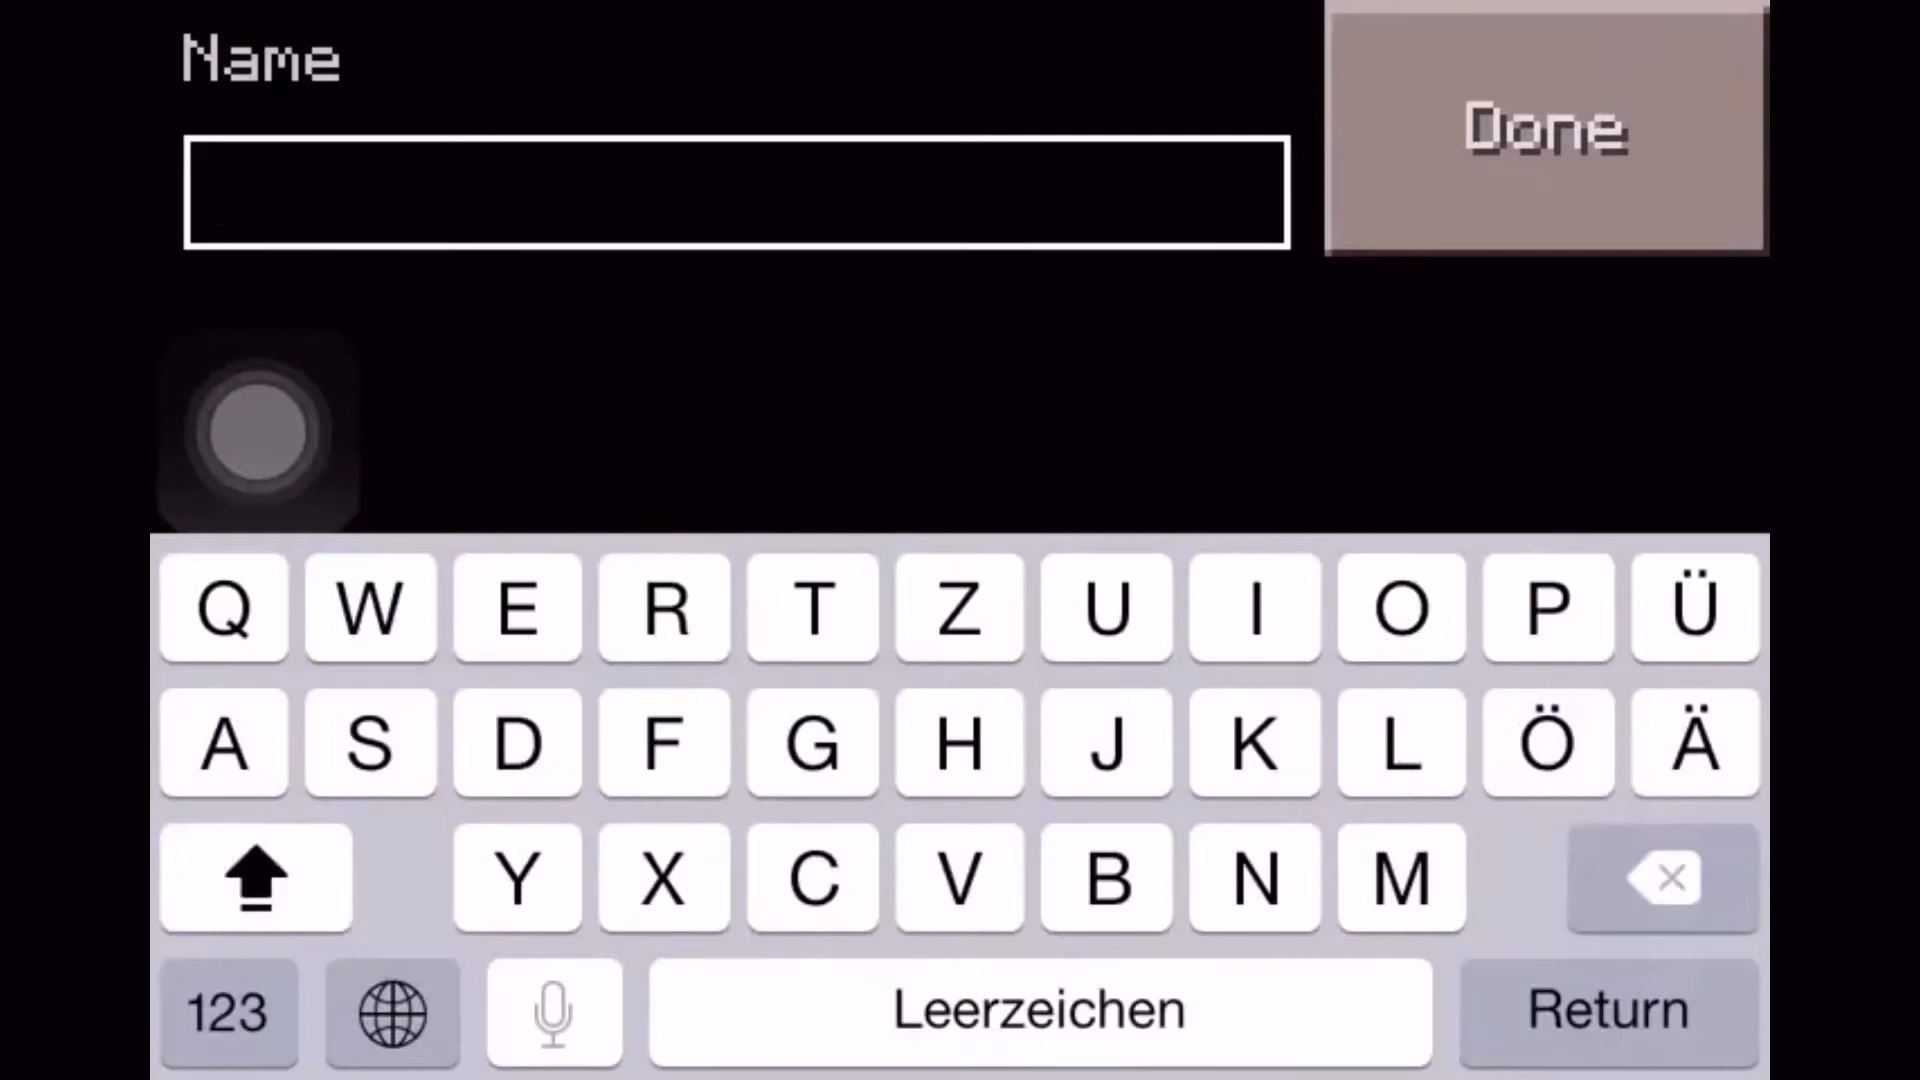 Name
Done
Q W E R T Z U I O P Ü
A S D F G H J K L Ö Ä
Y X C V B N M
123 Leerzeichen Return